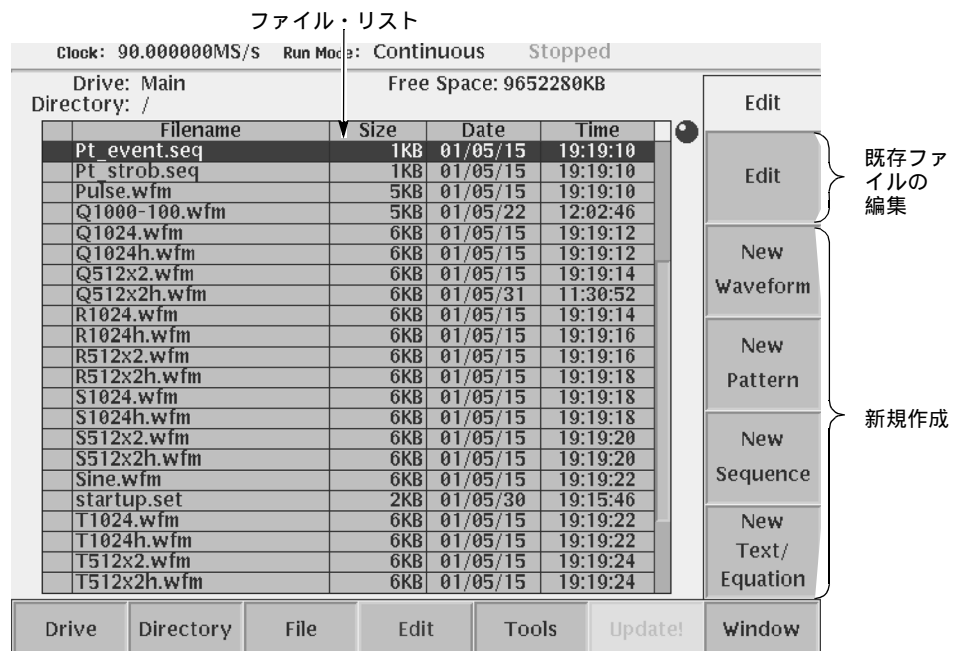 ファイル・リスト
Clock: 90.000000MS/s Run Mode: Continuous Stopped
Drive: Main Free Space: 9652280KB
Directory: /
Filename Size Date Time
Pt_event.seq 1KB 01/05/15 19:19:10
Pt_strob.seq 1KB 01/05/15 19:19:10
Pulse.wfm 5KB 01/05/15 19:19:10
Q1000-100.wfm 5KB 01/05/22 12:02:46
Q1024.wfm 6KB 01/05/15 19:19:12
Q1024h.wfm 6KB 01/05/15 19:19:12
Q512x2.wfm 6KB 01/05/15 19:19:14
Q512x2h.wfm 6KB 01/05/31 11:30:52
R1024.wfm 6KB 01/05/15 19:19:14
R1024h.wfm 6KB 01/05/15 19:19:16
R512x2.wfm 6KB 01/05/15 19:19:16
R512x2h.wfm 6KB 01/05/15 19:19:18
S1024.wfm 6KB 01/05/15 19:19:18
S1024h.wfm 6KB 01/05/15 19:19:18
S512x2.wfm 6KB 01/05/15 19:19:20
S512x2h.wfm 6KB 01/05/15 19:19:20
Sine.wfm 6KB 01/05/15 19:19:22
startup.set 2KB 01/05/30 19:15:46
T1024.wfm 6KB 01/05/15 19:19:22
T1024h.wfm 6KB 01/05/15 19:19:22
T512x2.wfm 6KB 01/05/15 19:19:24
T512x2h.wfm 6KB 01/05/15 19:19:24
Edit
Edit
New
Waveform
New
Pattern
New
Sequence
New
Text/
Equation
既存ファ
イルの
編集
新規作成
Drive Directory File Edit Tools Update! Window